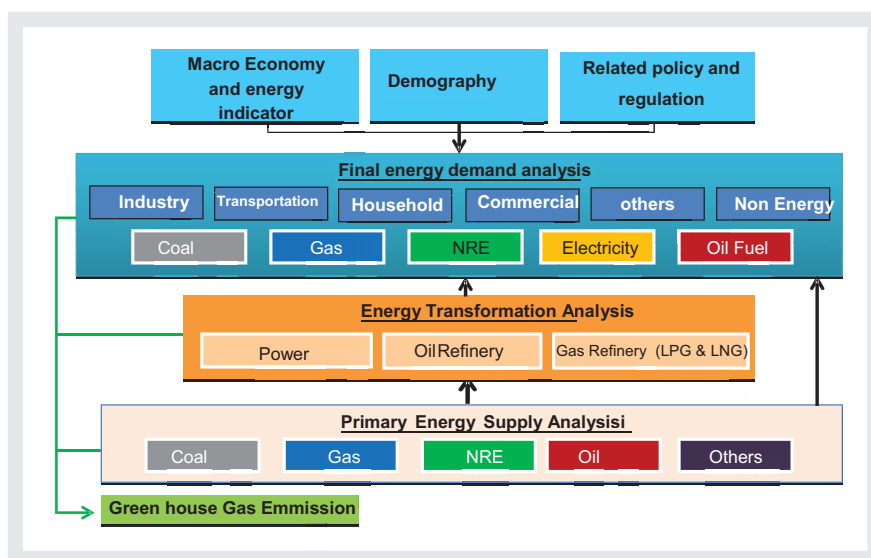 Macro Economy
and energy
indicator
Demography
Related policy and
regulation
Final energy demand analysis
Industry
Transportation
Household
Commercial
others
Non Energy
Coal
Gas
NRE
Electricity
Oil Fuel
Energy Transformation Analysis
Power
Oil Refinery
Gas Refinery (LPG & LNG)
Primary Energy Supply Analysisi
Coal
Gas
NRE
Oil
Others
Green house Gas Emmission